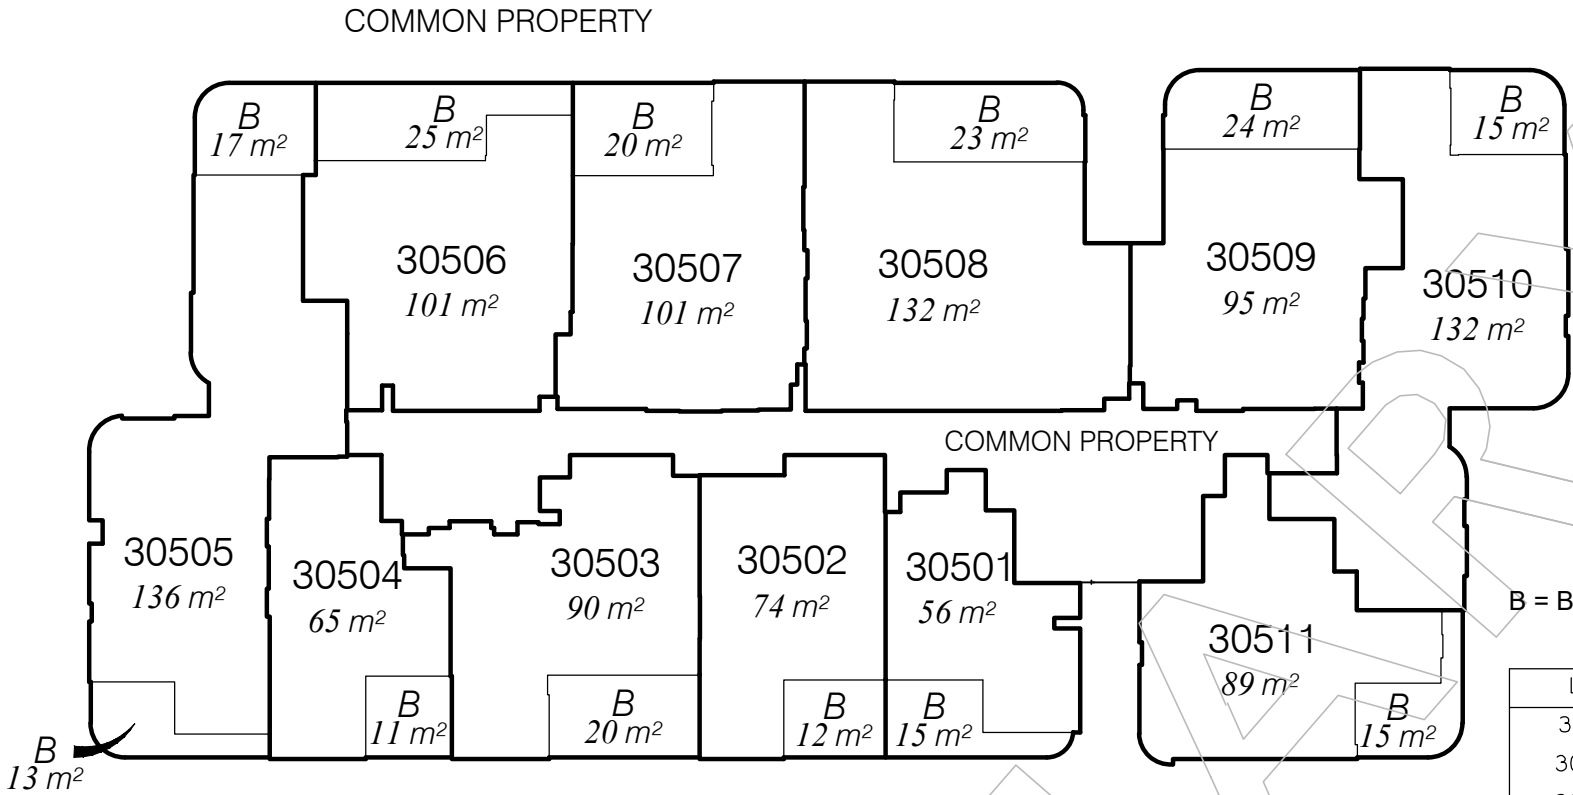 COMMON PROPERTY
B
17 m²
B
25 m²
B
20 m²
B
23 m²
B
24 m²
B
15 m²
30506
101 m²
30507
101 m²
30508
132 m²
30509
95 m²
30510
132 m²
COMMON PROPERTY
30505
136 m²
30504
65 m²
30503
90 m²
30502
74 m²
30501
56 m²
30511
89 m²
B = B
B
13 m²
B
11 m²
B
20 m²
B
12 m²
B
15 m²
B
15 m²
L
3
30